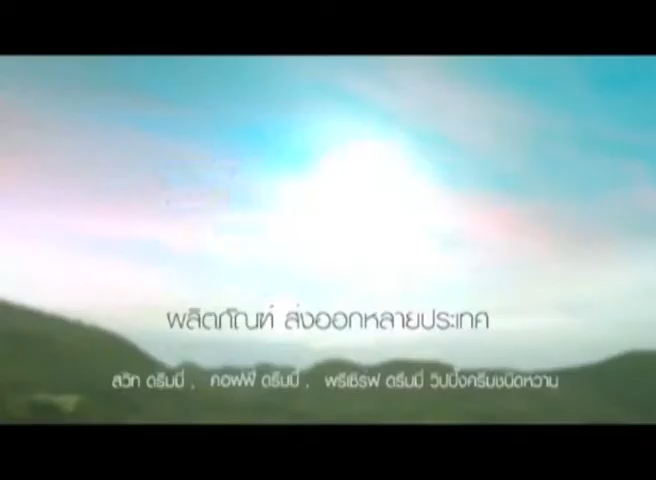 ผลิตภัณฑ์ ส่งออกหลายประเทศ
สวีท ดรีมมี่ , คอฟฟี่ ดรีมมี่ , พรีเชิรฟ ดรีมมี่ วิปปิ้งครีมชนิดหวาน